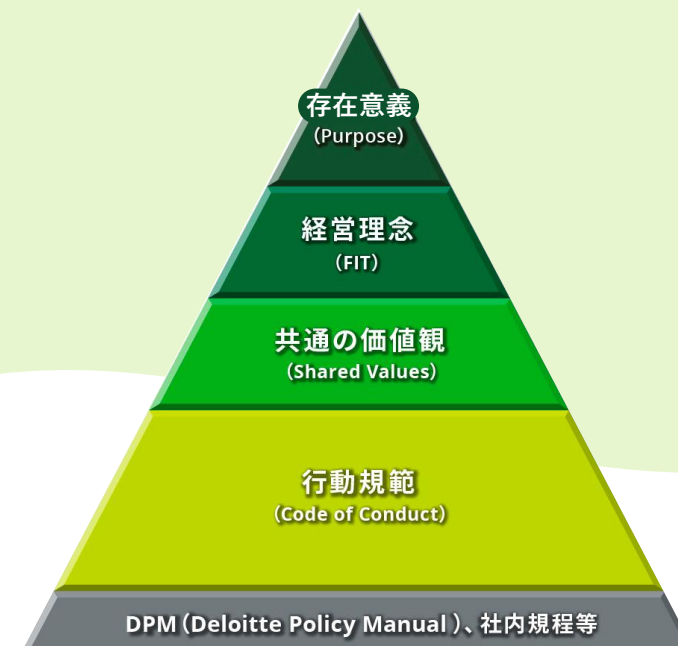 存在意義
（Purpose）
経営理念
（FIT）
共通の価値観
（Shared Values）
行動規範
（Code of Conduct）
DPM（Deloitte Policy Manual ）、社内規程等